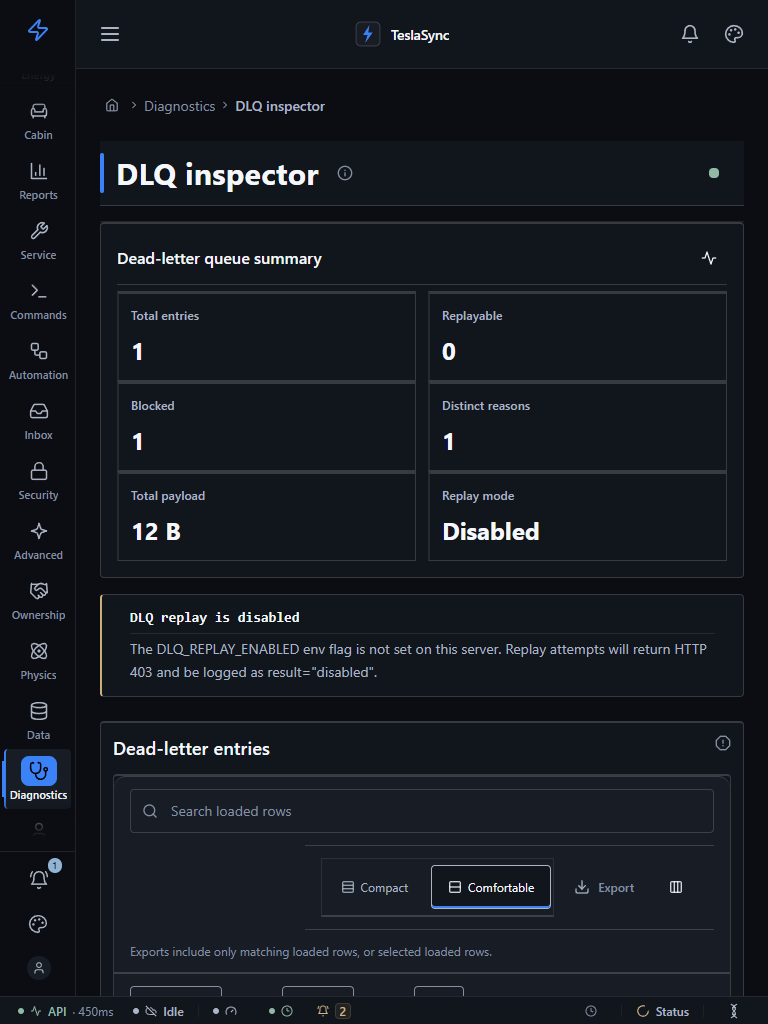 TeslaSync
Diagnostics
DLQ inspector
Cabin
Reports
Service
Commands
Automation
Inbox
Security
Advanced
Ownership
Physics
Data
Diagnostics
1
DLQ inspector
Dead-letter queue summary
Total entries
1
Replayable
0
Blocked
1
Distinct reasons
1
Total payload
12 B
Replay mode
Disabled
DLQ replay is disabled
The DLQ_REPLAY_ENABLED env flag is not set on this server. Replay attempts will return HTTP
403 and be logged as result="disabled".
Dead-letter entries
Search loaded rows
Compact
Comfortable
Export
Exports include only matching loaded rows, or selected loaded rows.
API · 450ms
Idle
2
Status